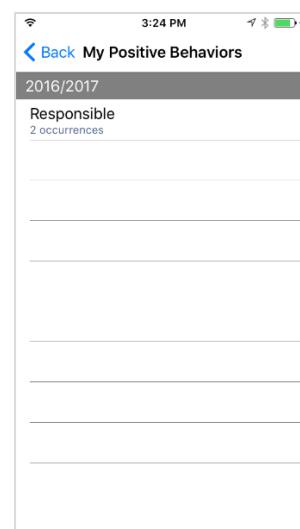 3:24 PM
Back My Positive Behaviors
2016/2017
Responsible
2 occurrences